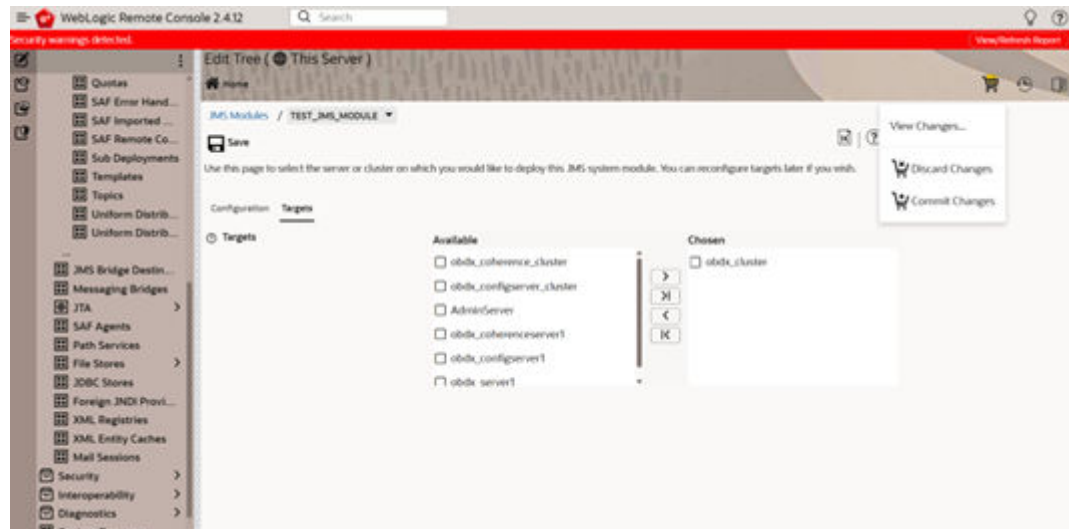 WebLogic Remote Console 2.4.12
Search
Security warnings detected.
View/Refresh Report
Edit Tree ( This Server )
Home
Quotas
SAF Error Hand...
SAF Imported ...
SAF Remote Co...
Sub Deployments
Templates
Topics
Uniform Distrib...
Uniform Distrib...
...
JMS Bridge Destin...
Messaging Bridges
JTA
SAF Agents
Path Services
File Stores
JDBC Stores
Foreign JNDI Provi...
XML Registries
XML Entity Caches
Mail Sessions
Security
Interoperability
Diagnostics
JMS Modules / TEST_JMS_MODULE
Save
Use this page to select the server or cluster on which you would like to deploy this JMS system module. You can reconfigure targets later if you wish.
View Changes...
Discard Changes
Commit Changes
Configuration Targets
Targets
Available
obdx_coherence_cluster
obdx_configserver_cluster
AdminServer
obdx_coherenceserver1
obdx_configserver1
obdx_server1
Chosen
obdx_cluster